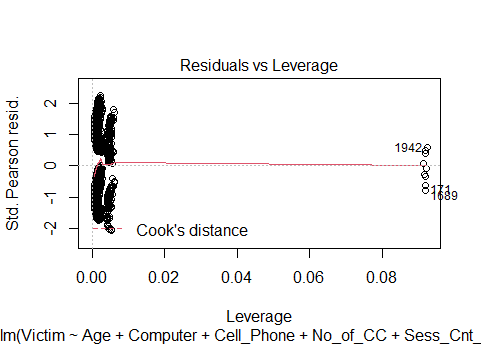 Residuals vs Leverage
Std. Pearson resid.
2
1
0
-1
-2
1942
171
1689
Cook's distance
0.00 0.02 0.04 0.06 0.08
Leverage
lm(Victim ~ Age + Computer + Cell_Phone + No_of_CC + Sess_Cnt_